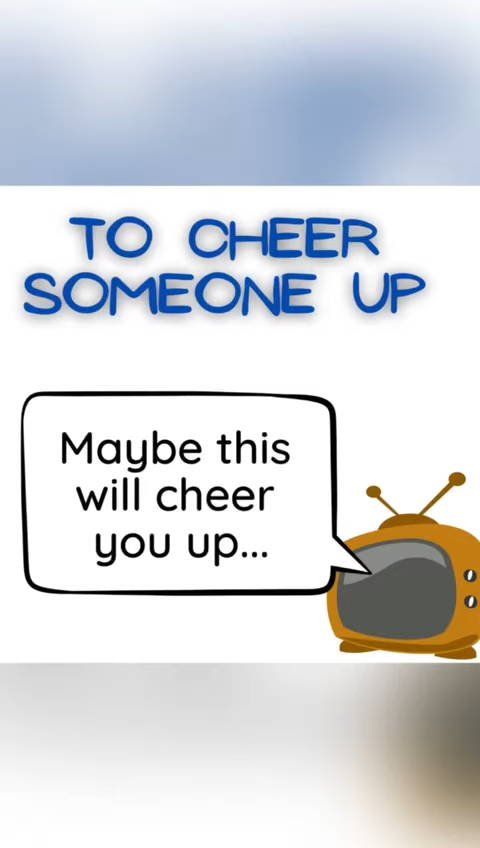 TO CHEER
SOMEONE UP
Maybe this
will cheer
you up...